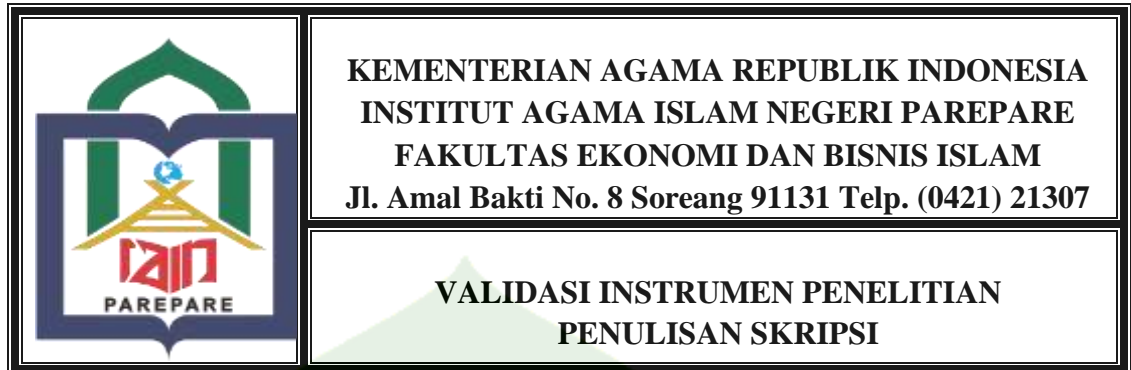 KEMENTERIAN AGAMA REPUBLIK INDONESIA
INSTITUT AGAMA ISLAM NEGERI PAREPARE
FAKULTAS EKONOMI DAN BISNIS ISLAM
Jl. Amal Bakti No. 8 Soreang 91131 Telp. (0421) 21307
iain
PAREPARE
VALIDASI INSTRUMEN PENELITIAN
PENULISAN SKRIPSI